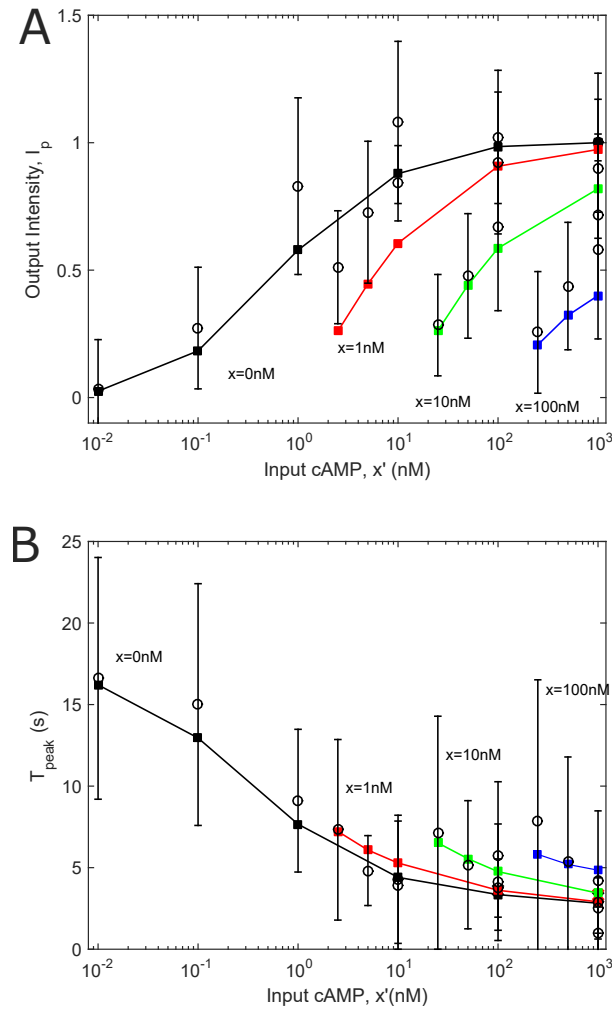 A
1.5
1
0.5
0
Output Intensity, I_p
x=0nM
x=1nM
x=10nM
x=100nM
10^-2
10^-1
10^0
10^1
10^2
10^3
Input cAMP, x' (nM)
B
25
20
15
10
5
0
T_peak (s)
x=0nM
x=1nM
x=10nM
x=100nM
10^-2
10^-1
10^0
10^1
10^2
10^3
Input cAMP, x'(nM)